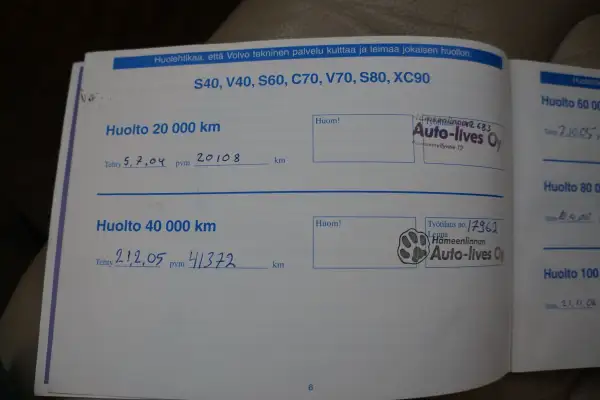 Huolehtikaa, että Volvo tekninen palvelu kuittaa ja leimaa jokaisen huollon.
S40, V40, S60, C70, V70, S80, XC90
Huolto 20 000 km
Tehty 5.7.04 pvm 20108 km
Huom!
Auto-lives Oy
Huolto 40 000 km
Tehty 21.2.05 pvm 41372 km
Huom!
Työtilaus no 17962
Leima
Hämeenlinnan
Auto-lives Oy
6
Huolto 60 0
Huolto 80 0
Huolto 100